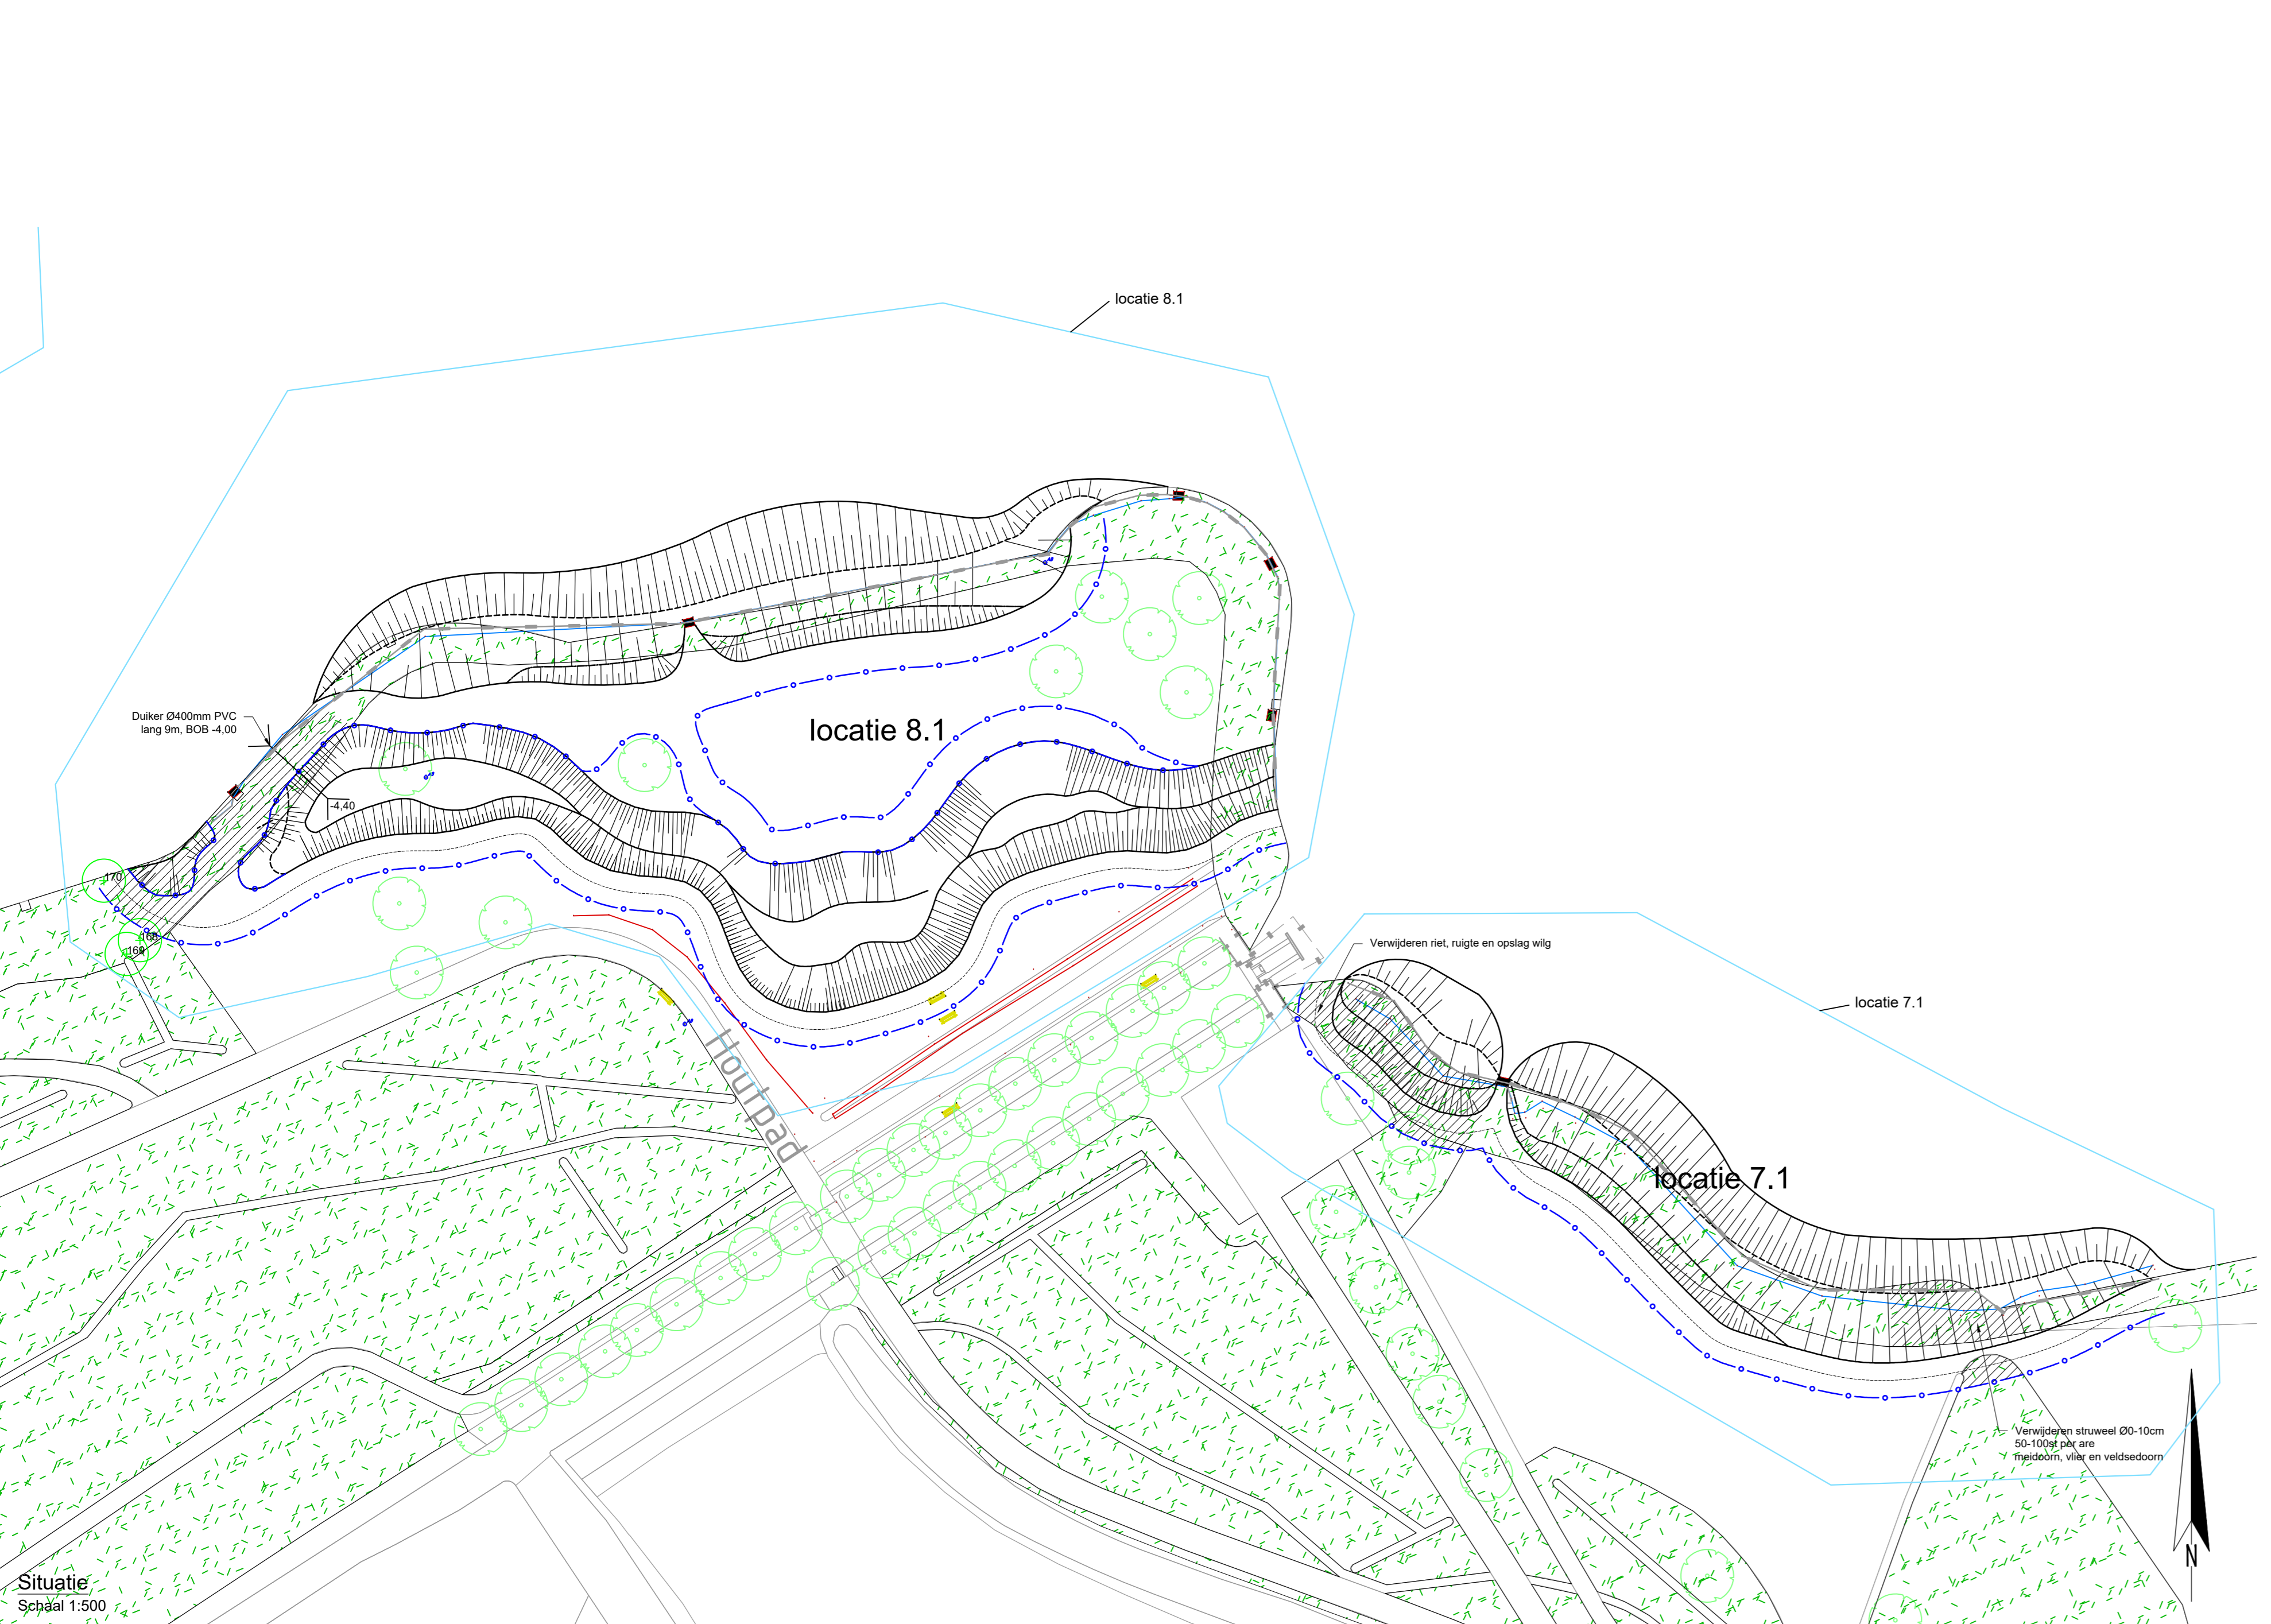 locatie 8.1
Duiker Ø400mm PVC
lang 9m, BOB -4,00
locatie 8.1
-4,40
170
168
169
Verwijderen riet, ruigte en opslag wilg
locatie 7.1
Houtpad
locatie 7.1
Verwijderen struweel Ø0-10cm
50-100st per are
meidoorn, vlier en veldsedoorn
N
Situatie
Schaal 1:500